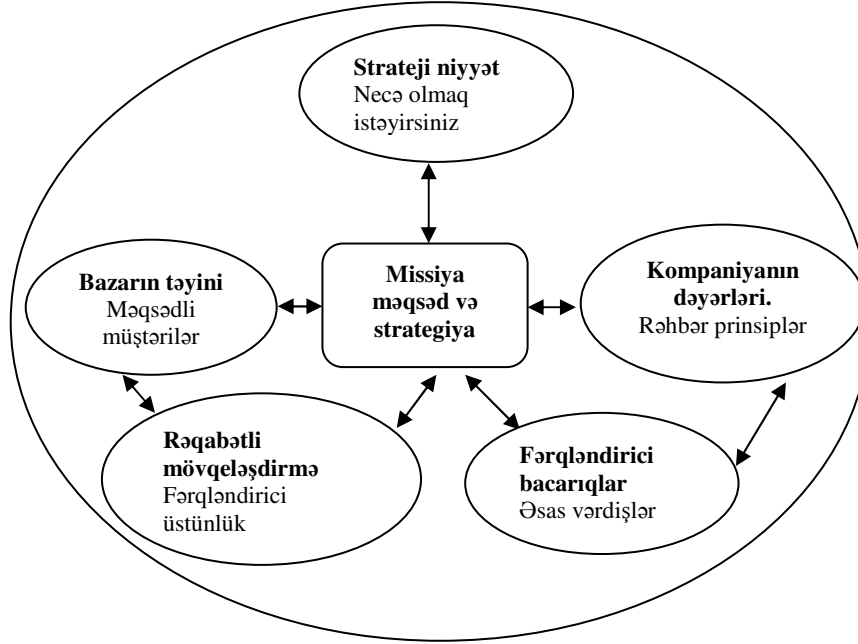 Strateji niyyət
Necə olmaq
istəyirsiniz
Bazarın təyini
Məqsədli
müştərilər
Missiya
məqsəd və
strategiya
Kompaniyanın
dəyərləri.
Rəhbər prinsiplər
Rəqabətli
mövqeləşdirmə
Fərqləndirici
üstünlük
Fərqləndirici
bacarıqlar
Əsas vərdişlər